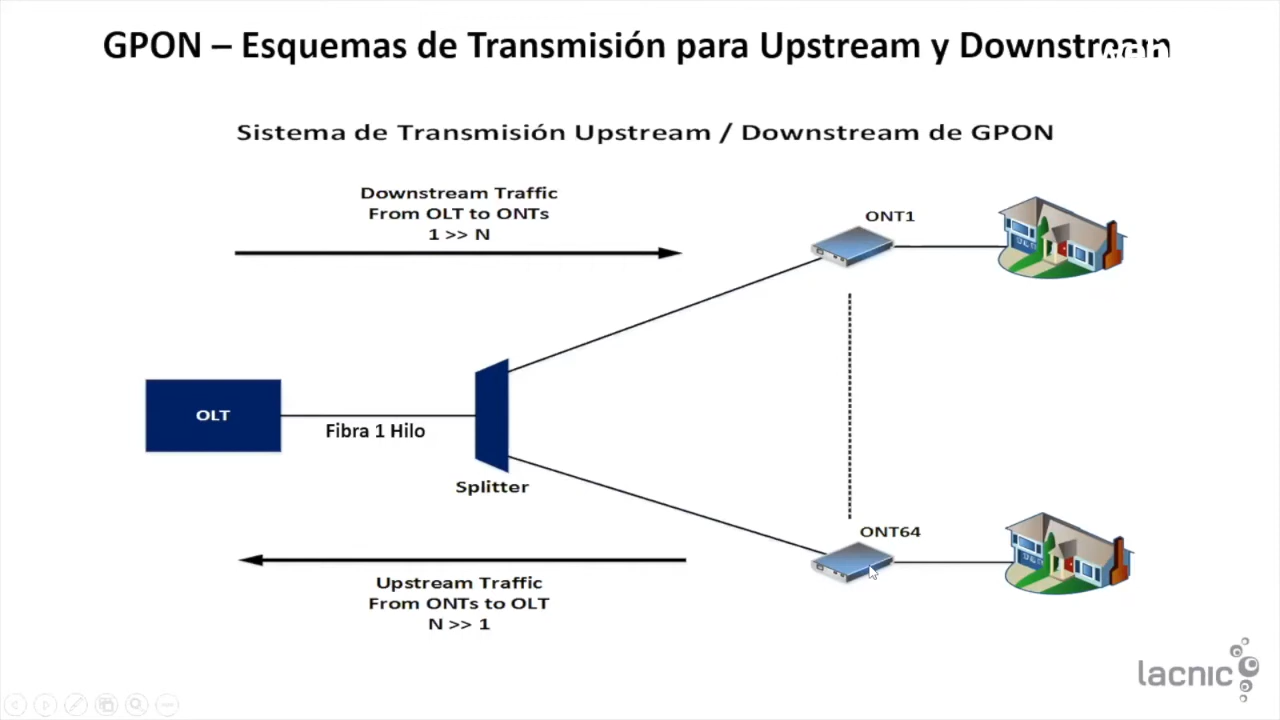 GPON – Esquemas de Transmisión para Upstream y Downstream
Sistema de Transmisión Upstream / Downstream de GPON
Downstream Traffic
From OLT to ONTs
1 >> N
ONT1
OLT
Fibra 1 Hilo
Splitter
ONT64
Upstream Traffic
From ONTs to OLT
N >> 1
lacnic